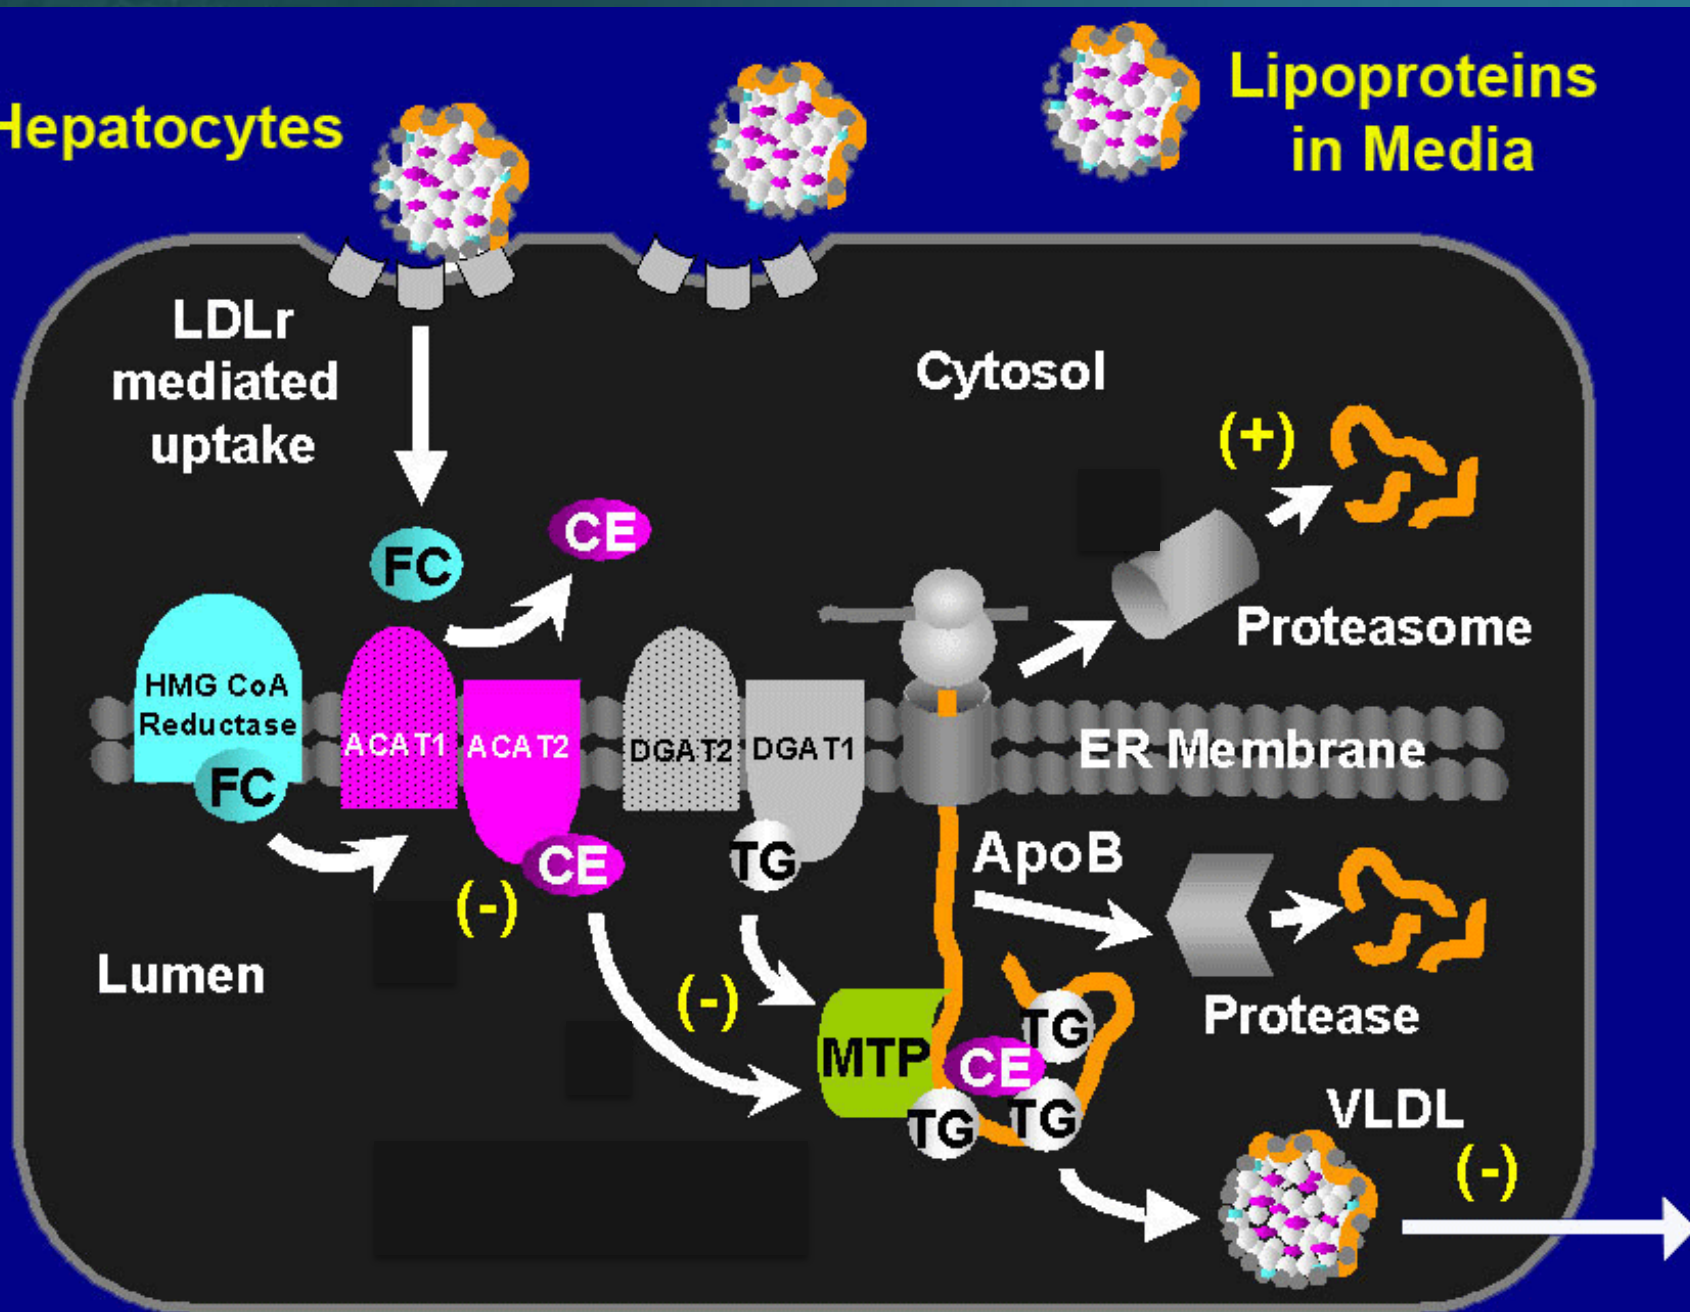 Hepatocytes
Lipoproteins
in Media
LDLr
mediated
uptake
Cytosol
(+)
FC
CE
Proteasome
HMG CoA
Reductase
FC
ACAT1
ACAT2
CE
DGAT2
DGAT1
TG
ER Membrane
ApoB
(-)
Lumen
(-)
Protease
MTP
TG
CE
TG
TG
VLDL
(-)